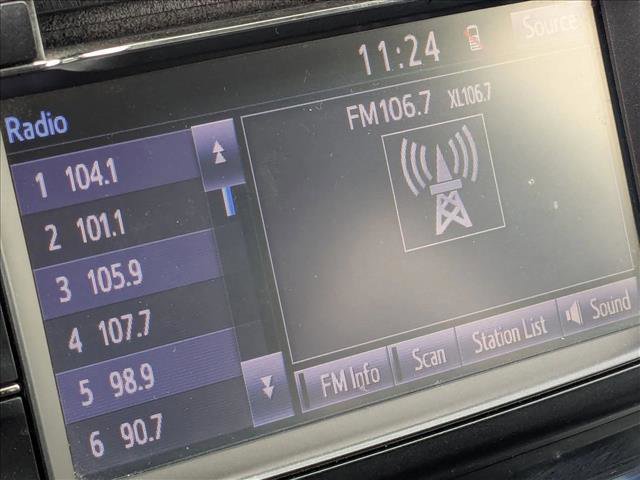 11:24
Source
Radio
FM106.7 XL106.7
1 104.1
2 101.1
3 105.9
4 107.7
5 98.9
6 90.7
FM Info
Scan
Station List
Sound